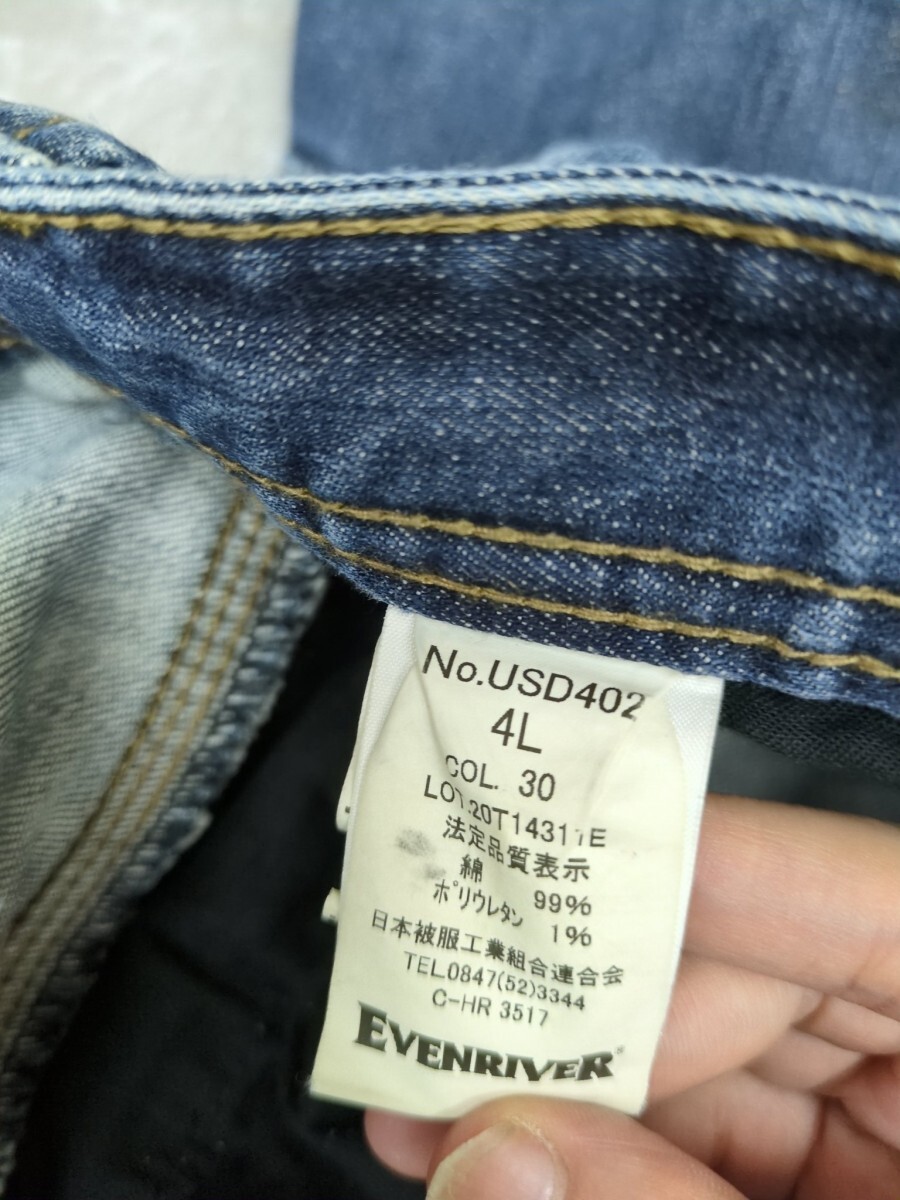 No.USD402
4L
COL. 30
LOT.20T14311E
法定品質表示
綿 99%
ポリウレタン 1%
日本被服工業組合連合会
TEL.0847(52)3344
C-HR 3517
EVENRIVER®